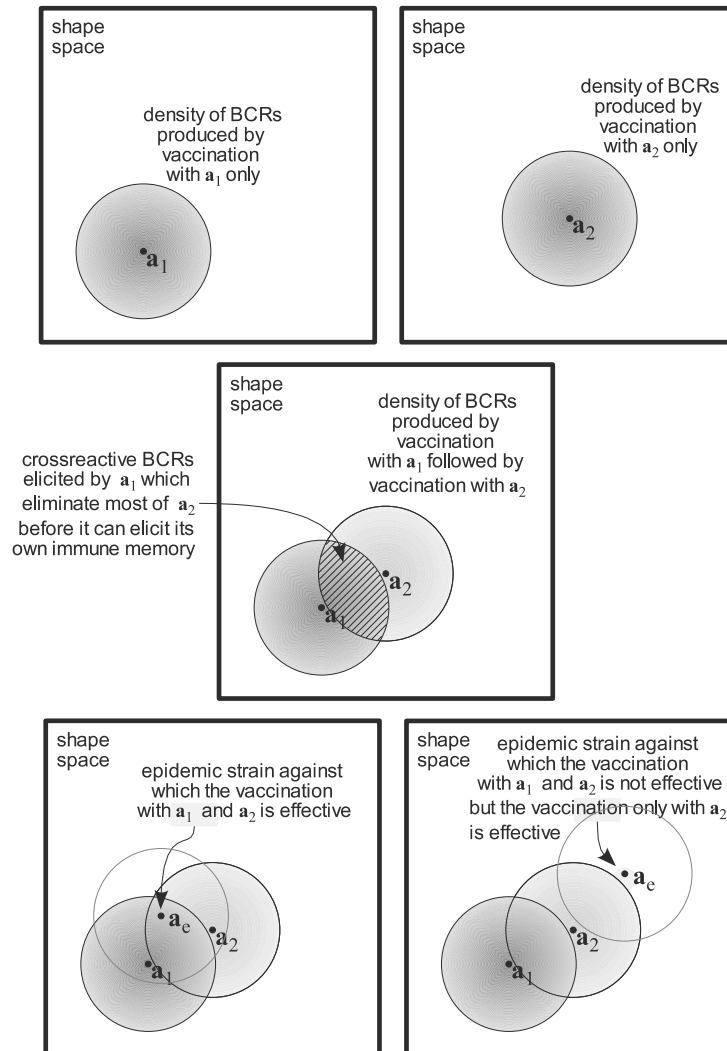 shape
space
density of BCRs
produced by
vaccination
with a1 only
a1
shape
space
density of BCRs
produced by
vaccination
with a2 only
a2
shape
space
density of BCRs
produced by
vaccination
with a1 followed by
vaccination with a2
crossreactive BCRs
elicited by a1 which
eliminate most of a2
before it can elicit its
own immune memory
a2
a1
shape
space
epidemic strain against
which the vaccination
with a1 and a2 is effective
ae
a2
a1
shape
space
epidemic strain against
which the vaccination
with a1 and a2 is not effective
but the vaccination only with a2
is effective
ae
a2
a1